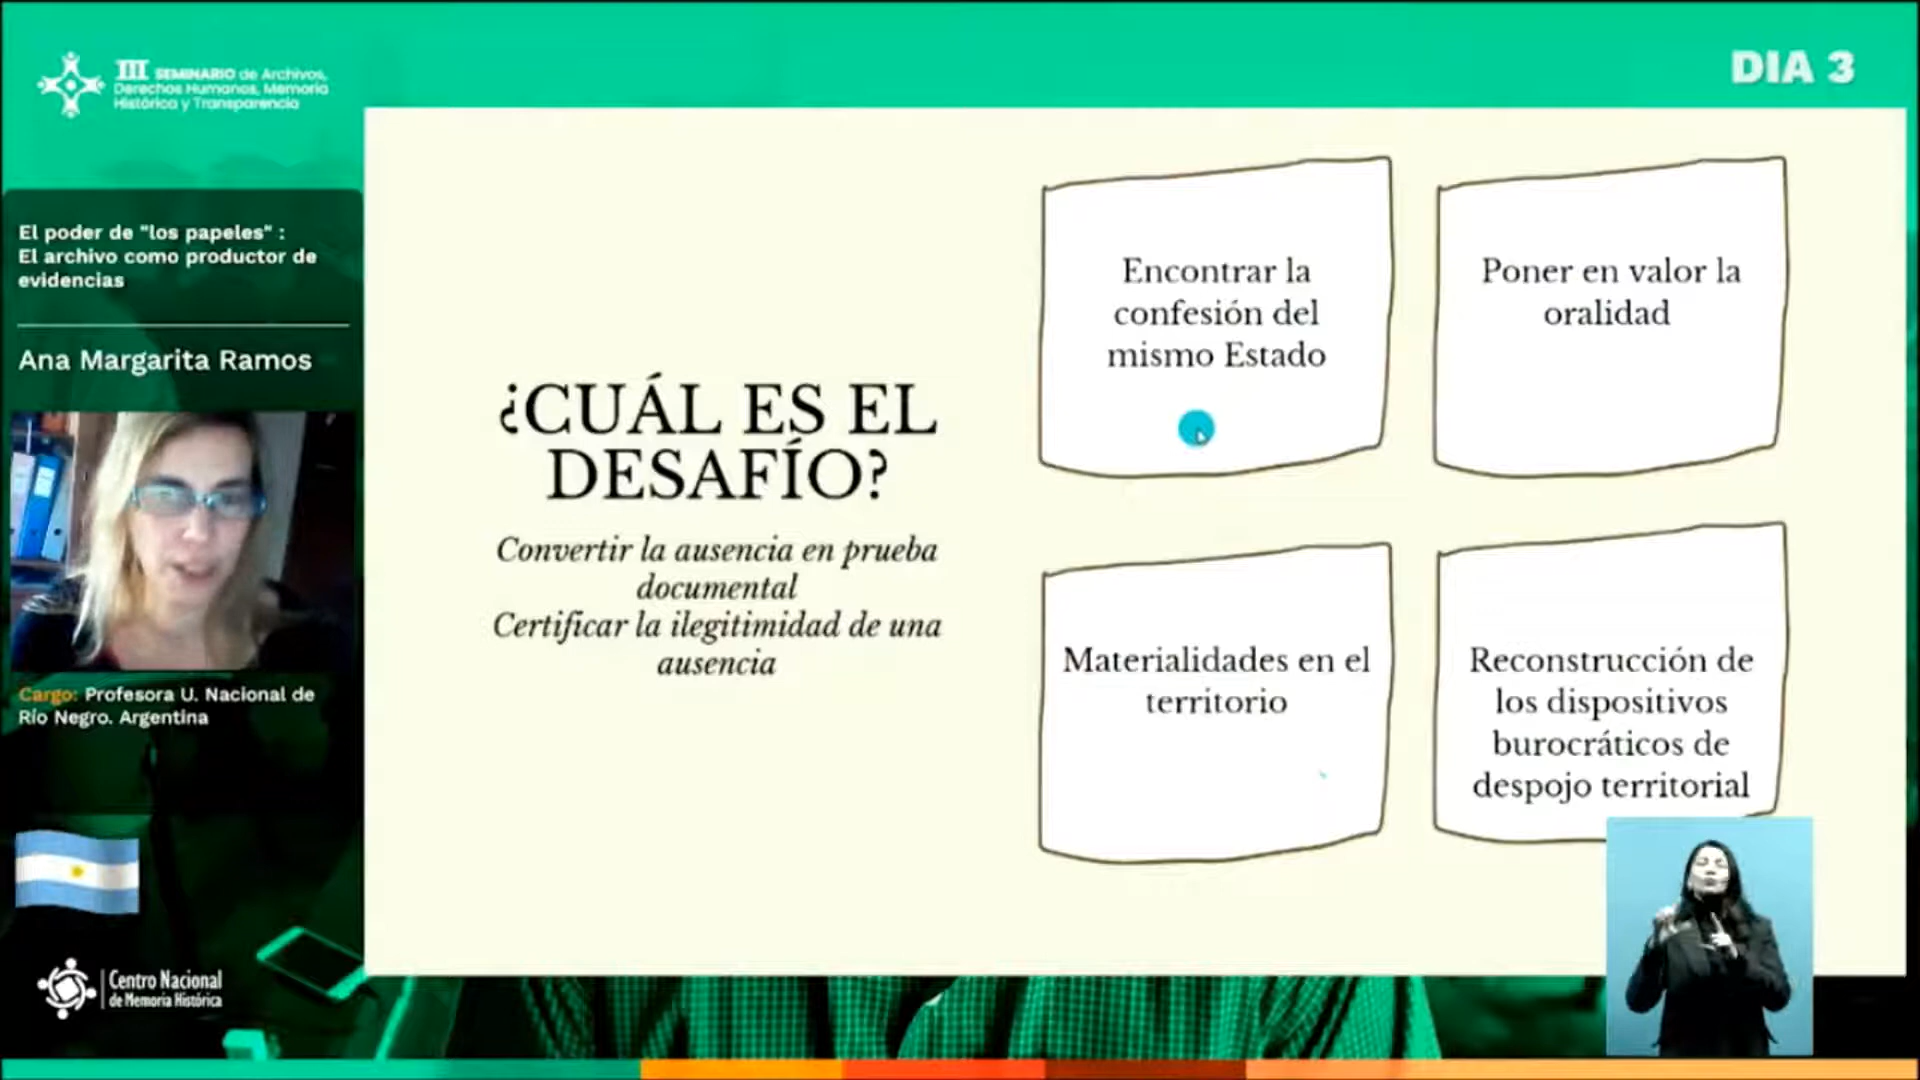 III SEMINARIO de Archivos,
Derechos Humanos, Memoria
Histórica y Transparencia
DIA 3
El poder de "los papeles" :
El archivo como productor de
evidencias
Ana Margarita Ramos
Cargo: Profesora U. Nacional de
Río Negro. Argentina
Centro Nacional
de Memoria Histórica
¿CUÁL ES EL
DESAFÍO?
Convertir la ausencia en prueba
documental
Certificar la ilegitimidad de una
ausencia
Encontrar la
confesión del
mismo Estado
Poner en valor la
oralidad
Materialidades en el
territorio
Reconstrucción de
los dispositivos
burocráticos de
despojo territorial